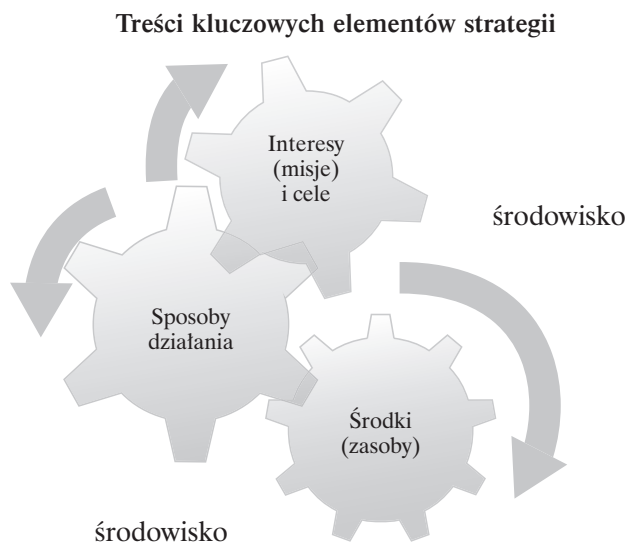 Treści kluczowych elementów strategii
Interesy
(misje)
i cele
środowisko
Sposoby
działania
Środki
(zasoby)
środowisko